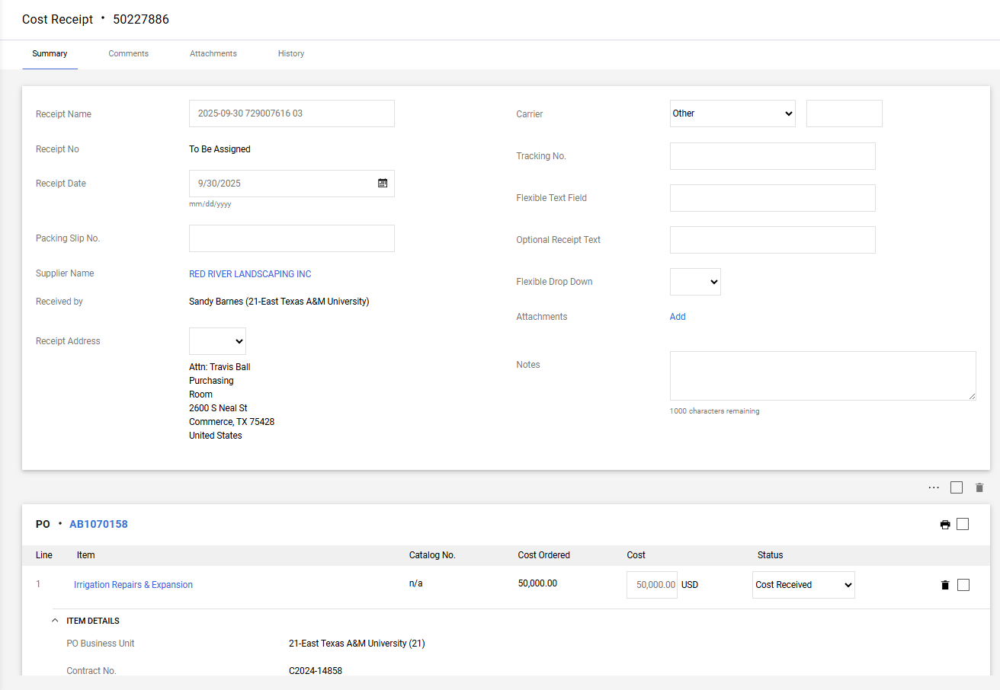 Cost Receipt • 50227886
Summary Comments Attachments History
Receipt Name 2025-09-30 729007616 03
Receipt No To Be Assigned
Receipt Date 9/30/2025
mm/dd/yyyy
Packing Slip No.
Supplier Name RED RIVER LANDSCAPING INC
Received by Sandy Barnes (21-East Texas A&M University)
Receipt Address
Attn: Travis Ball
Purchasing
Room
2600 S Neal St
Commerce, TX 75428
United States
Carrier Other
Tracking No.
Flexible Text Field
Optional Receipt Text
Flexible Drop Down
Attachments Add
Notes
1000 characters remaining
PO • AB1070158
Line Item Catalog No. Cost Ordered Cost Status
1 Irrigation Repairs & Expansion n/a 50,000.00 50,000.00 USD Cost Received
ITEM DETAILS
PO Business Unit 21-East Texas A&M University (21)
Contract No. C2024-14858